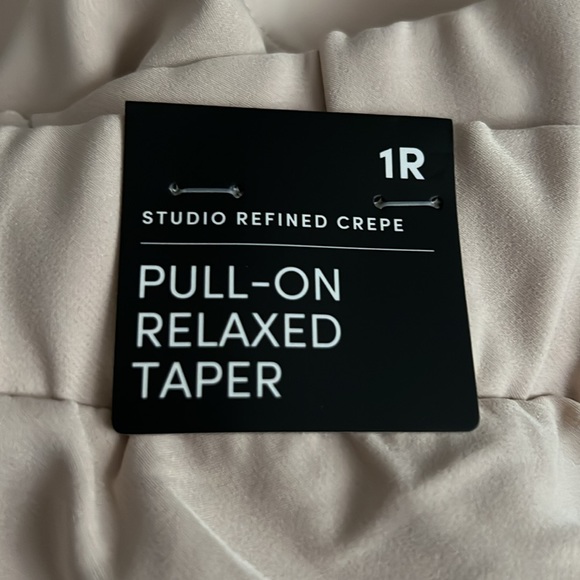 1R
STUDIO REFINED CREPE
PULL-ON
RELAXED
TAPER